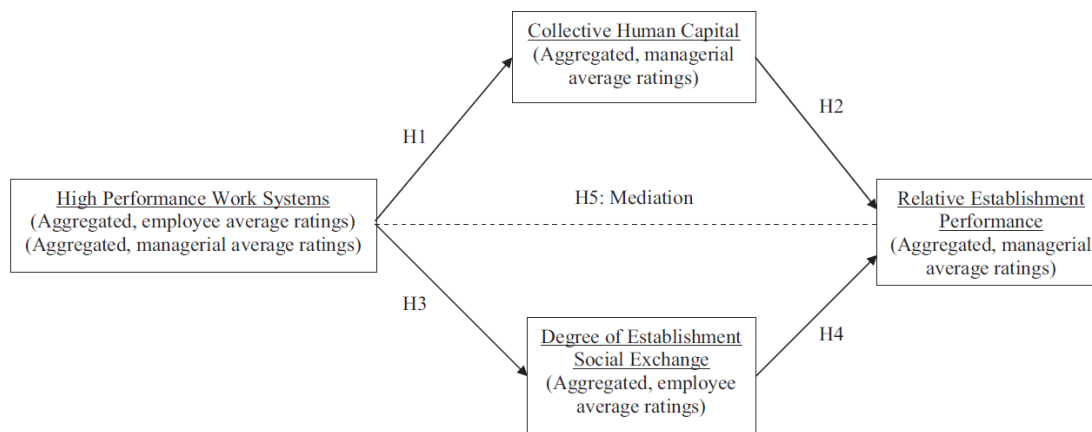 Collective Human Capital
(Aggregated, managerial
average ratings)
H1
H2
High Performance Work Systems
(Aggregated, employee average ratings)
(Aggregated, managerial average ratings)
H5: Mediation
Relative Establishment
Performance
(Aggregated, managerial
average ratings)
H3
H4
Degree of Establishment
Social Exchange
(Aggregated, employee
average ratings)